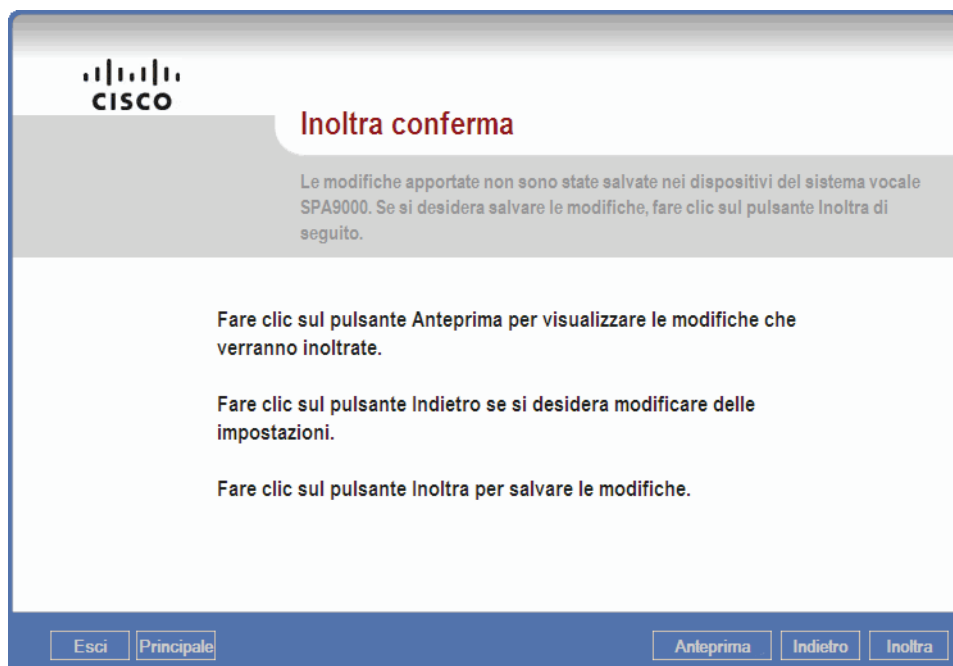 CISCO
Inoltra conferma
Le modifiche apportate non sono state salvate nei dispositivi del sistema vocale
SPA9000. Se si desidera salvare le modifiche, fare clic sul pulsante Inoltra di
seguito.
Fare clic sul pulsante Anteprima per visualizzare le modifiche che
verranno inoltrate.
Fare clic sul pulsante Indietro se si desidera modificare delle
impostazioni.
Fare clic sul pulsante Inoltra per salvare le modifiche.
Esci Principale Anteprima Indietro Inoltra